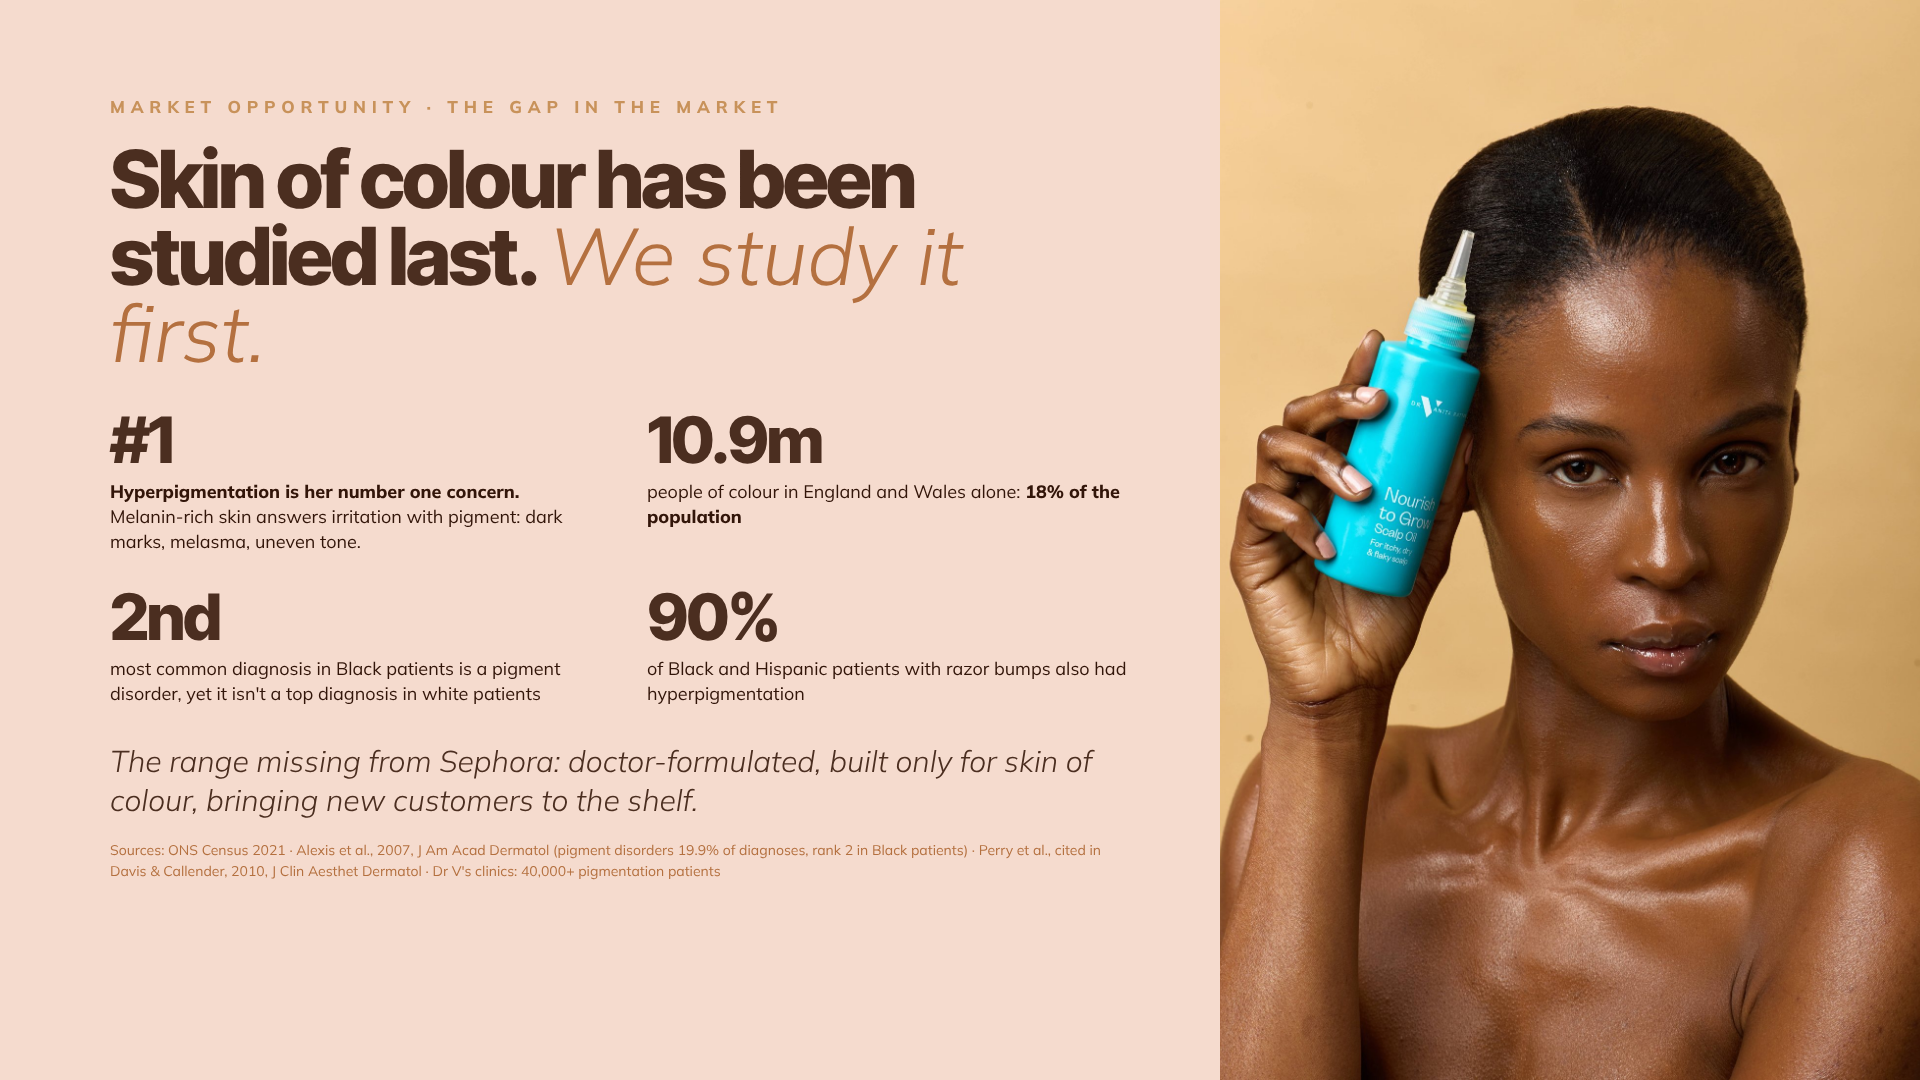 MARKET OPPORTUNITY · THE GAP IN THE MARKET
Skin of colour has been
studied last. We study it
first.
#1
Hyperpigmentation is her number one concern.
Melanin-rich skin answers irritation with pigment: dark
marks, melasma, uneven tone.
10.9m
people of colour in England and Wales alone: 18% of the
population
2nd
most common diagnosis in Black patients is a pigment
disorder, yet it isn't a top diagnosis in white patients
90%
of Black and Hispanic patients with razor bumps also had
hyperpigmentation
The range missing from Sephora: doctor-formulated, built only for skin of
colour, bringing new customers to the shelf.
Sources: ONS Census 2021 · Alexis et al., 2007, J Am Acad Dermatol (pigment disorders 19.9% of diagnoses, rank 2 in Black patients) · Perry et al., cited in
Davis & Callender, 2010, J Clin Aesthet Dermatol · Dr V's clinics: 40,000+ pigmentation patients
DR V
Nourish
to Grow
Scalp Oil
For itchy, dry
& flaky scalp